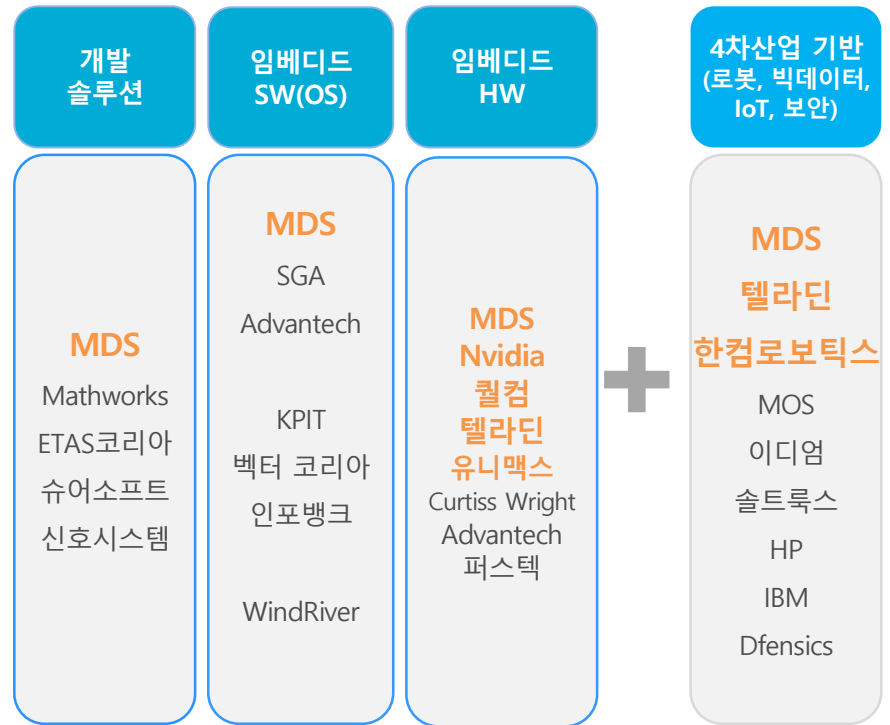 개발
솔루션
임베디드
SW(OS)
임베디드
HW
4차산업 기반
(로봇, 빅데이터,
IoT, 보안)
MDS
Mathworks
ETAS코리아
슈어소프트
신호시스템
MDS
SGA
Advantech
KPIT
벡터 코리아
인포뱅크
WindRiver
MDS
Nvidia
퀄컴
텔라딘
유니맥스
Curtiss Wright
Advantech
퍼스텍
MDS
텔라딘
한컴로보틱스
MOS
이디엄
솔트룩스
HP
IBM
Dfensics